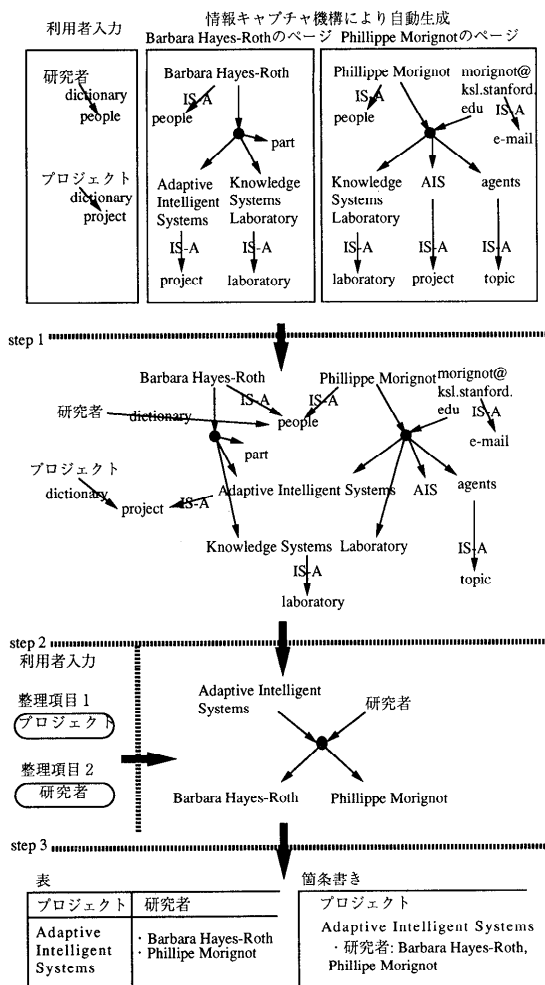 利用者入力
情報キャプチャ機構により自動生成
Barbara Hayes-Rothのページ
Phillippe Morignotのページ
研究者
dictionary
people
プロジェクト
dictionary
project
Barbara Hayes-Roth
IS-A
people
part
Adaptive
Intelligent
Systems
Knowledge
Systems
Laboratory
IS-A
IS-A
project
laboratory
Phillippe Morignot
morignot@
ksl.stanford.
edu
IS-A
people
IS-A
e-mail
Knowledge
Systems
Laboratory
AIS
agents
IS-A
IS-A
IS-A
laboratory
project
topic
step 1
Barbara Hayes-Roth
Phillippe Morignot
morignot@
ksl.stanford.
edu
IS-A
IS-A
IS-A
研究者
dictionary
people
e-mail
part
プロジェクト
dictionary
project
IS-A
Adaptive Intelligent Systems
AIS
agents
Knowledge Systems Laboratory
IS-A
IS-A
laboratory
topic
step 2
利用者入力
整理項目1
プロジェクト
整理項目2
研究者
Adaptive Intelligent
Systems
研究者
Barbara Hayes-Roth
Phillippe Morignot
step 3
表
プロジェクト
研究者
Adaptive
Intelligent
Systems
・Barbara Hayes-Roth
・Phillipe Morignot
箇条書き
プロジェクト
Adaptive Intelligent Systems
・研究者: Barbara Hayes-Roth,
Phillipe Morignot